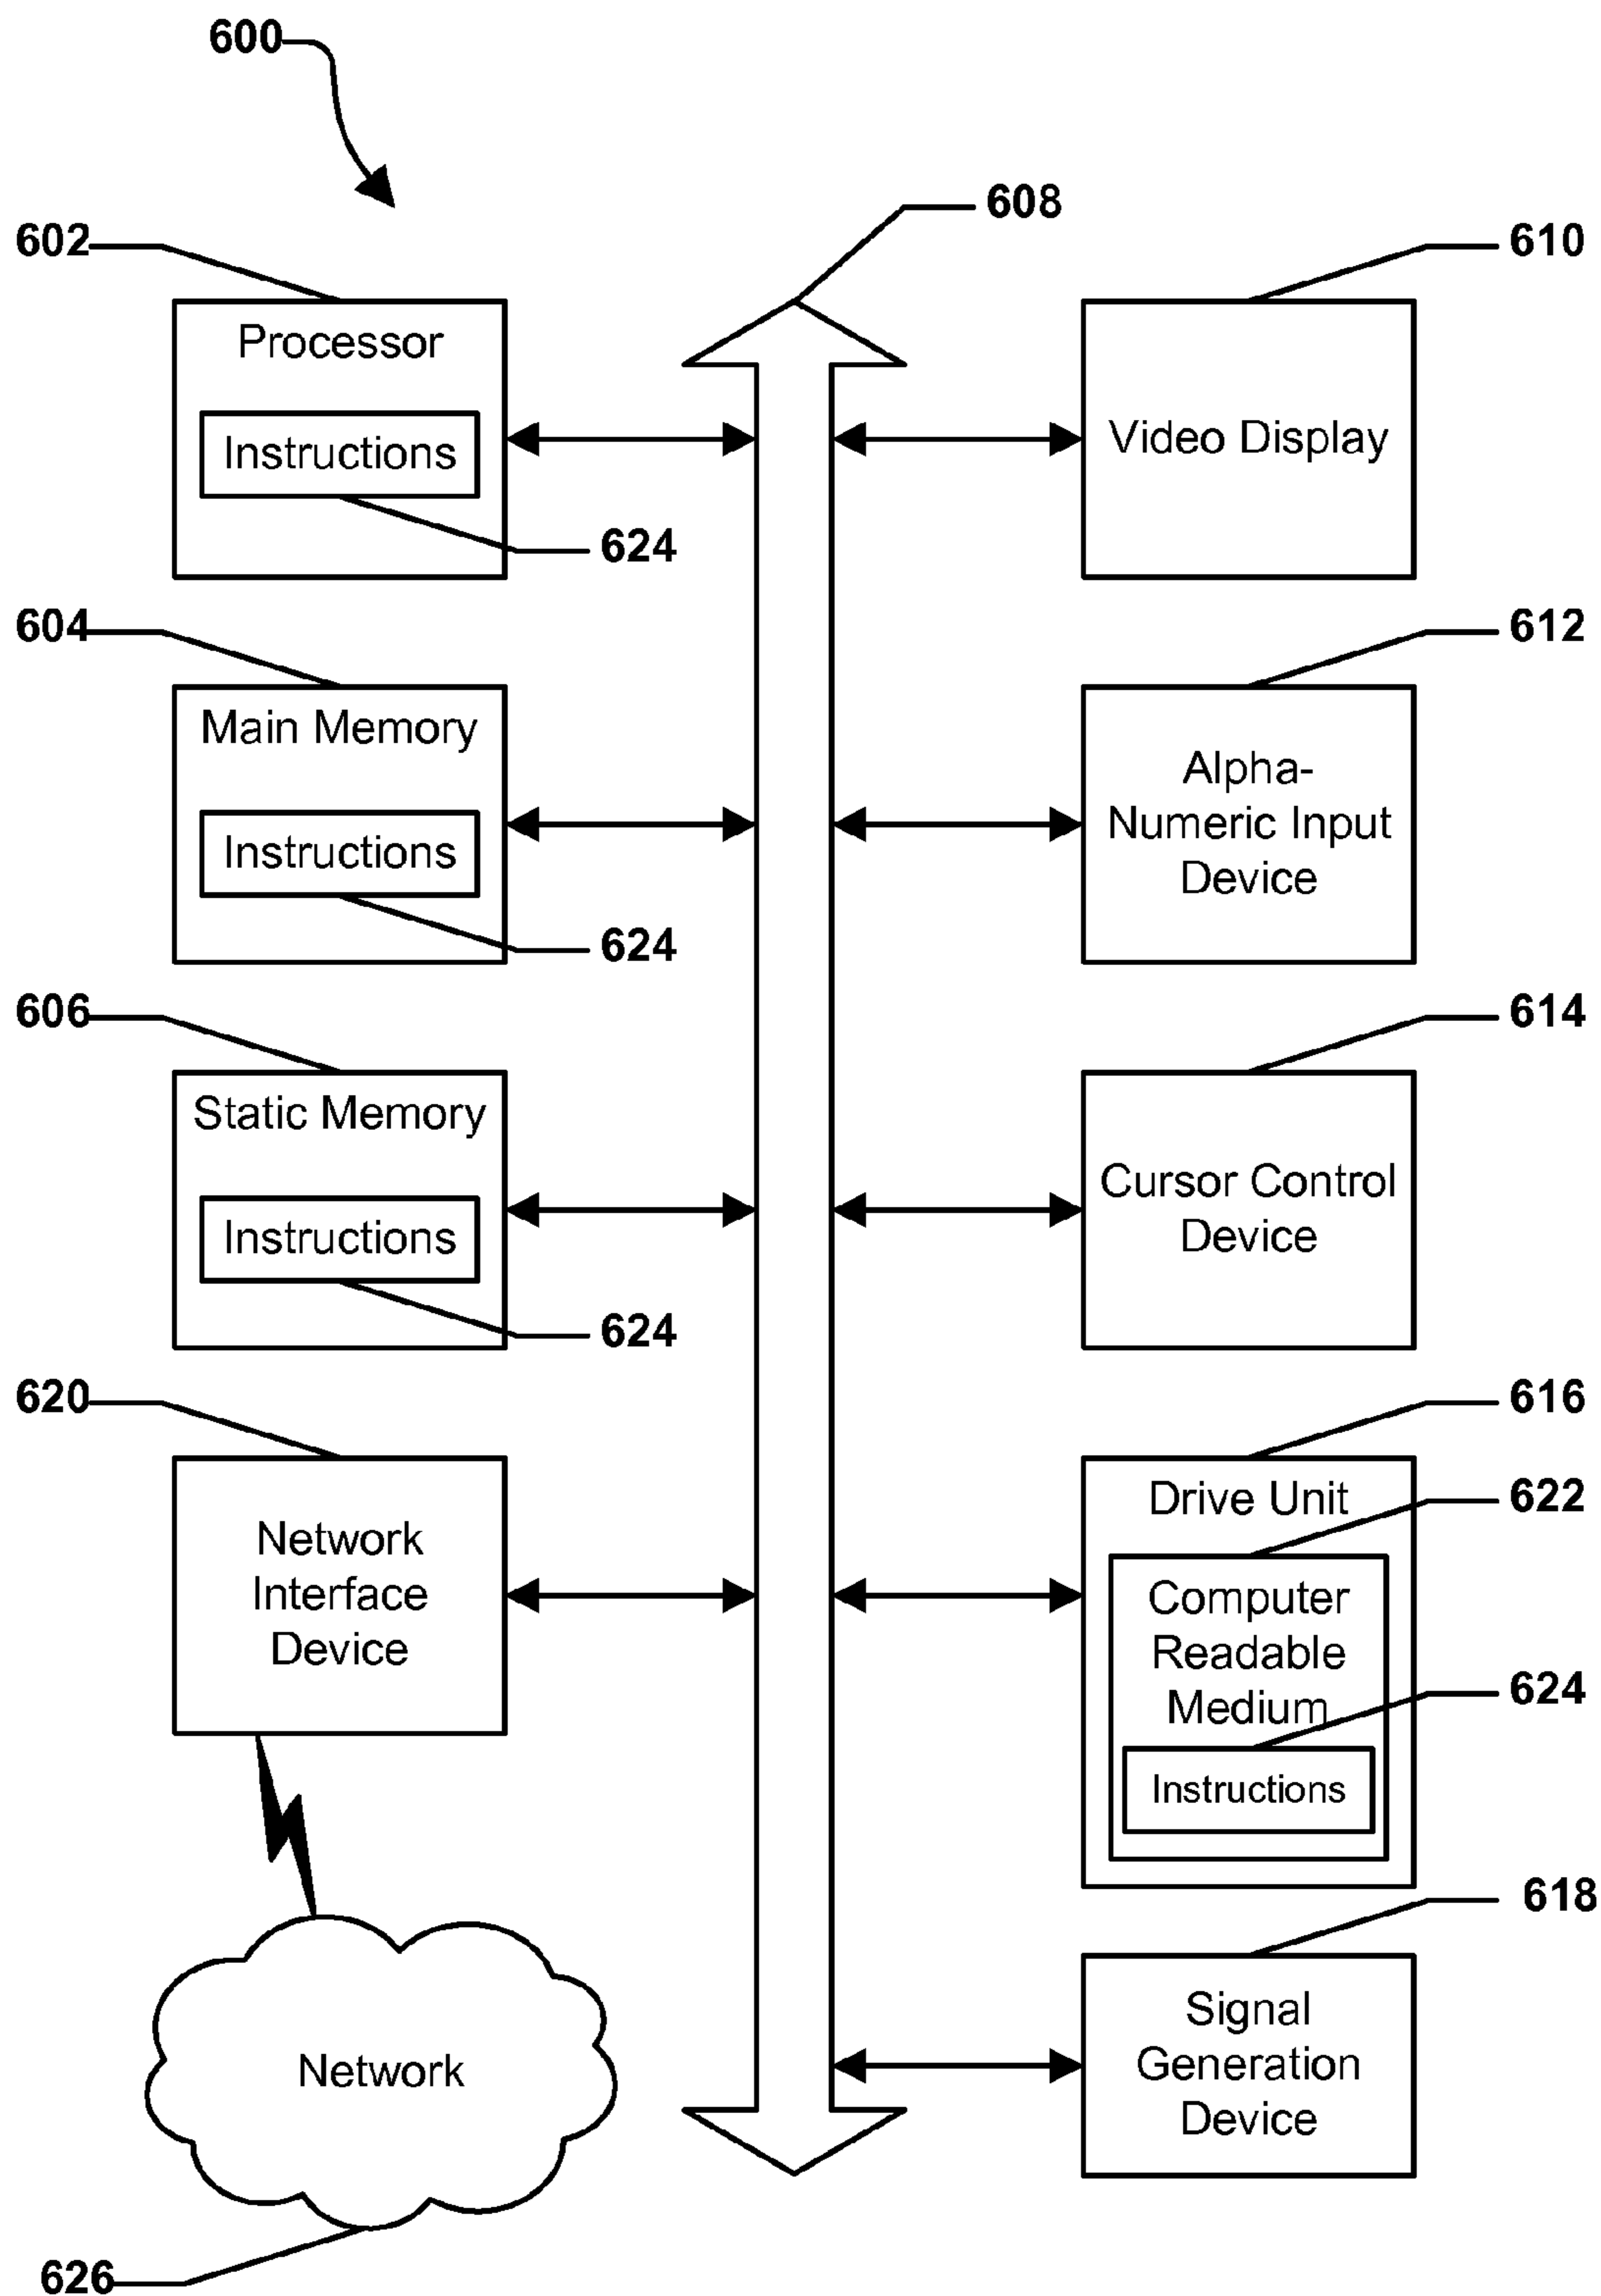 600
608
602
610
Processor
Instructions
624
Video Display
604
612
Main Memory
Instructions
624
Alpha-
Numeric Input
Device
606
614
Static Memory
Instructions
624
Cursor Control
Device
620
616
Network
Interface
Device
Drive Unit
622
Computer
Readable
Medium
624
Instructions
618
Signal
Generation
Device
Network
626